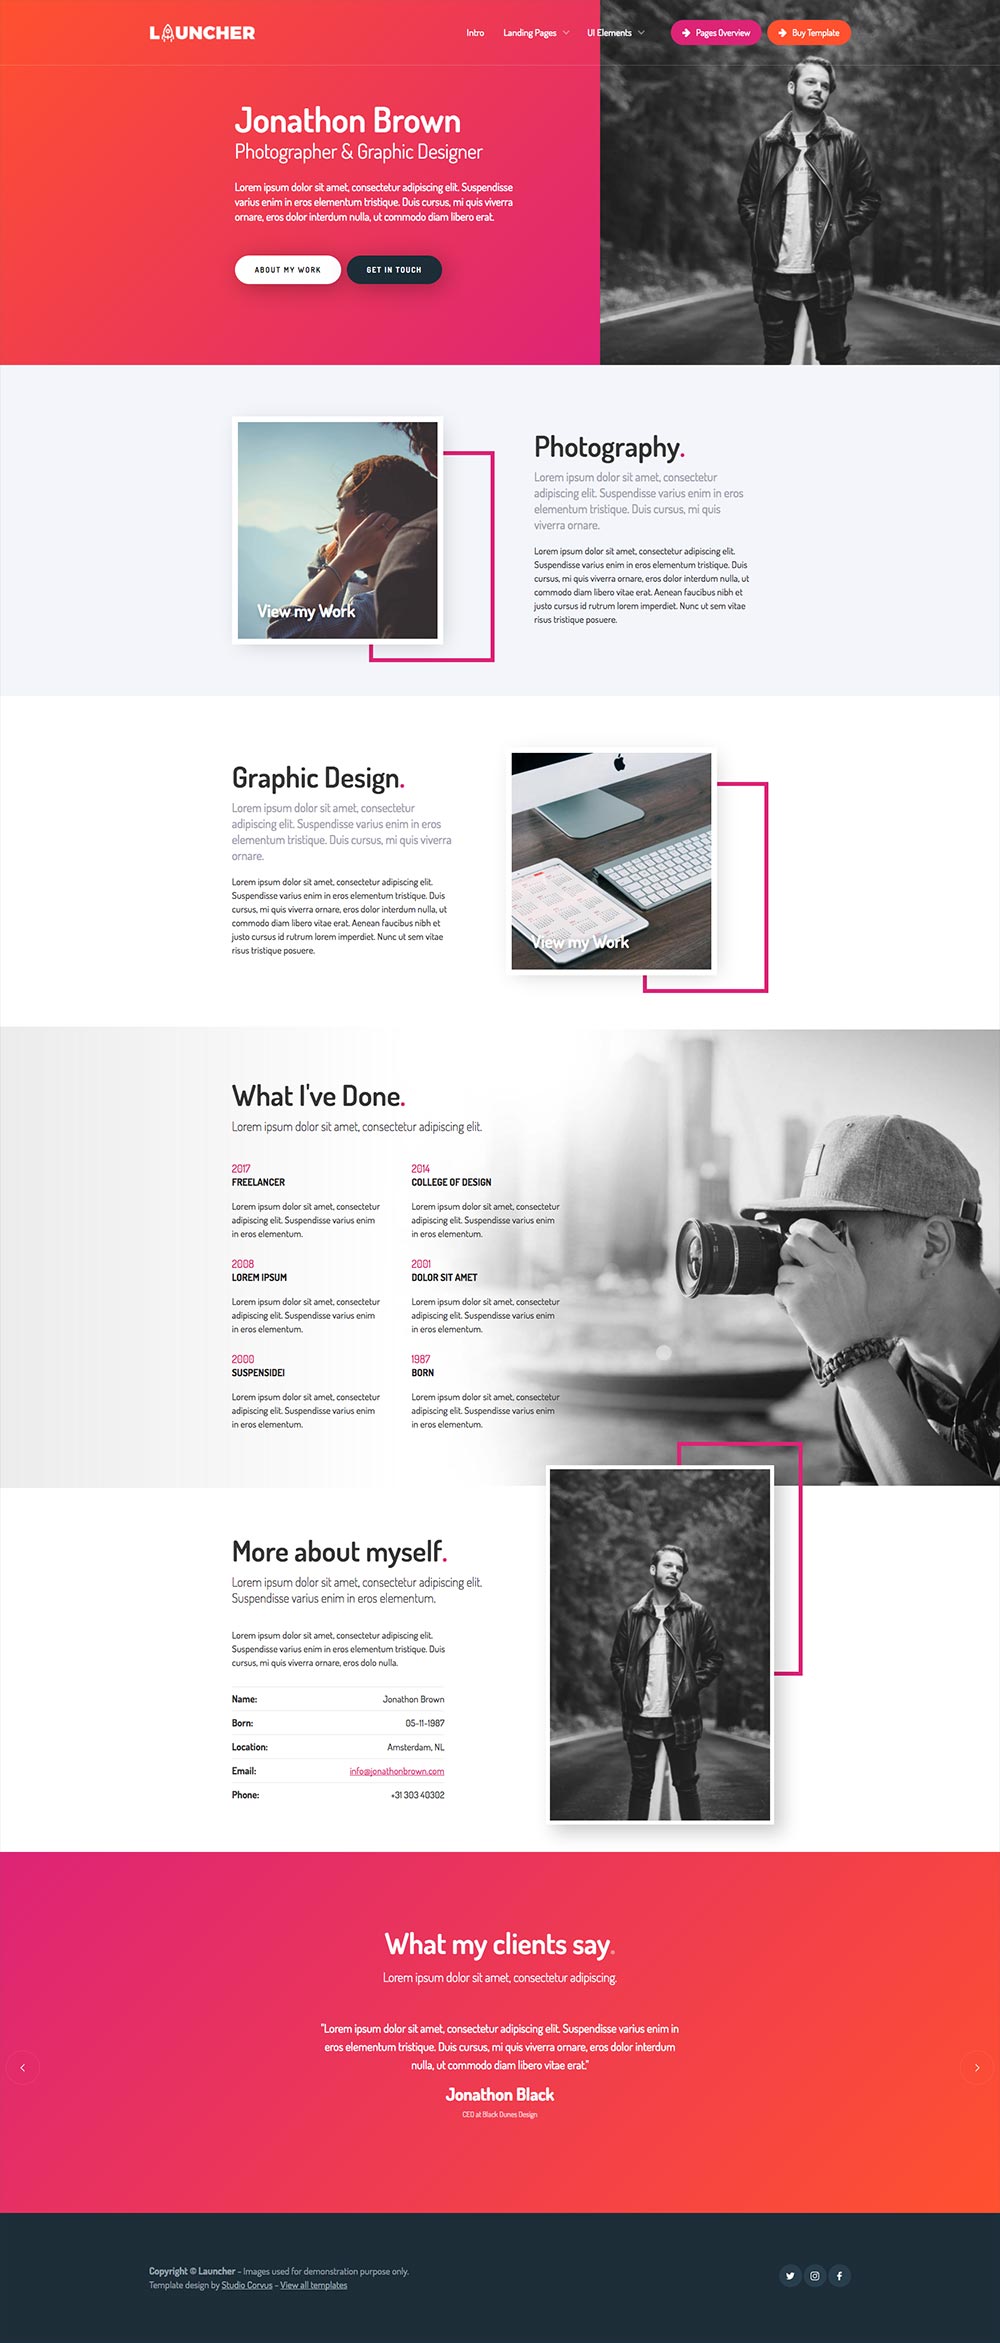 LAUNCHER
Intro
Landing Pages
UI Elements
Pages Overview
Buy Template
Jonathon Brown
Photographer & Graphic Designer
Lorem ipsum dolor sit amet, consectetur adipiscing elit. Suspendisse
varius enim in eros elementum tristique. Duis cursus, mi quis viverra
ornare, eros dolor interdum nulla, ut commodo diam libero erat.
ABOUT MY WORK
GET IN TOUCH
View my Work
Photography.
Lorem ipsum dolor sit amet, consectetur
adipiscing elit. Suspendisse varius enim in eros
elementum tristique. Duis cursus, mi quis
viverra ornare.
Lorem ipsum dolor sit amet, consectetur adipiscing elit.
Suspendisse varius enim in eros elementum tristique. Duis
cursus, mi quis viverra ornare, eros dolor interdum nulla, ut
commodo diam libero vitae erat. Aenean faucibus nibh et
justo cursus id rutrum lorem imperdiet. Nunc ut sem vitae
risus tristique posuere.
Graphic Design.
Lorem ipsum dolor sit amet, consectetur
adipiscing elit. Suspendisse varius enim in eros
elementum tristique. Duis cursus, mi quis viverra
ornare.
Lorem ipsum dolor sit amet, consectetur adipiscing elit.
Suspendisse varius enim in eros elementum tristique. Duis
cursus, mi quis viverra ornare, eros dolor interdum nulla, ut
commodo diam libero vitae erat. Aenean faucibus nibh et
justo cursus id rutrum lorem imperdiet. Nunc ut sem vitae
risus tristique posuere.
View my Work
What I've Done.
Lorem ipsum dolor sit amet, consectetur adipiscing elit.
2017
FREELANCER
Lorem ipsum dolor sit amet, consectetur
adipiscing elit. Suspendisse varius enim
in eros elementum.
2014
COLLEGE OF DESIGN
Lorem ipsum dolor sit amet, consectetur
adipiscing elit. Suspendisse varius enim
in eros elementum.
2008
LOREM IPSUM
Lorem ipsum dolor sit amet, consectetur
adipiscing elit. Suspendisse varius enim
in eros elementum.
2001
DOLOR SIT AMET
Lorem ipsum dolor sit amet, consectetur
adipiscing elit. Suspendisse varius enim
in eros elementum.
2000
SUSPENSIDEI
Lorem ipsum dolor sit amet, consectetur
adipiscing elit. Suspendisse varius enim
in eros elementum.
1987
BORN
Lorem ipsum dolor sit amet, consectetur
adipiscing elit. Suspendisse varius enim
in eros elementum.
More about myself.
Lorem ipsum dolor sit amet, consectetur adipiscing elit.
Suspendisse varius enim in eros elementum.
Lorem ipsum dolor sit amet, consectetur adipiscing elit.
Suspendisse varius enim in eros elementum tristique. Duis
cursus, mi quis viverra ornare, eros dolo nulla.
Name: Jonathon Brown
Born: 05-11-1987
Location: Amsterdam, NL
Email: info@jonathonbrown.com
Phone: +31 303 40302
What my clients say.
Lorem ipsum dolor sit amet, consectetur adipiscing.
"Lorem ipsum dolor sit amet, consectetur adipiscing elit. Suspendisse varius enim in
eros elementum tristique. Duis cursus, mi quis viverra ornare, eros dolor interdum
nulla, ut commodo diam libero vitae erat."
Jonathon Black
CEO at Black Dunes Design
Copyright © Launcher - Images used for demonstration purpose only.
Template design by Studio Corvus - View all templates